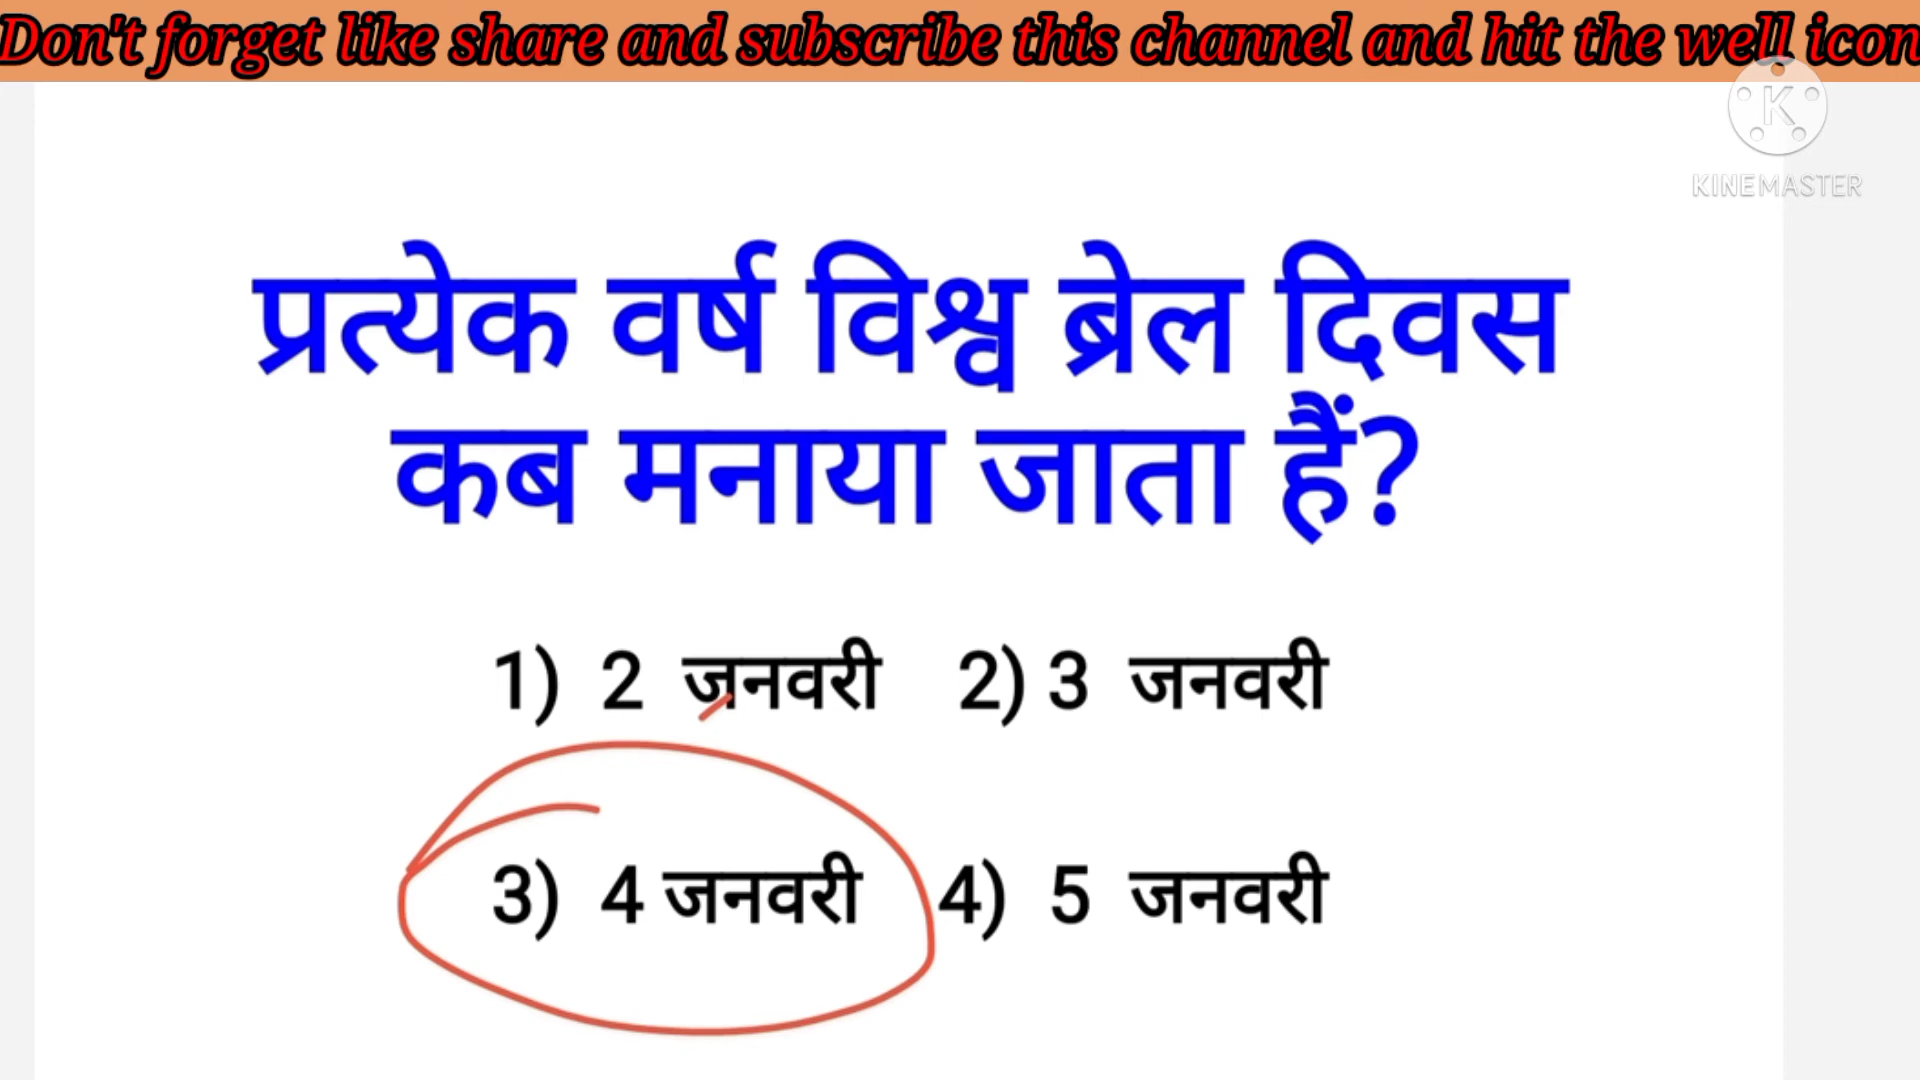 Don't forget like share and subscribe this channel and hit the well icon
K
KINEMASTER
प्रत्येक वर्ष विश्व ब्रेल दिवस
कब मनाया जाता हैं?
1) 2 जनवरी 2) 3 जनवरी
3) 4 जनवरी 4) 5 जनवरी